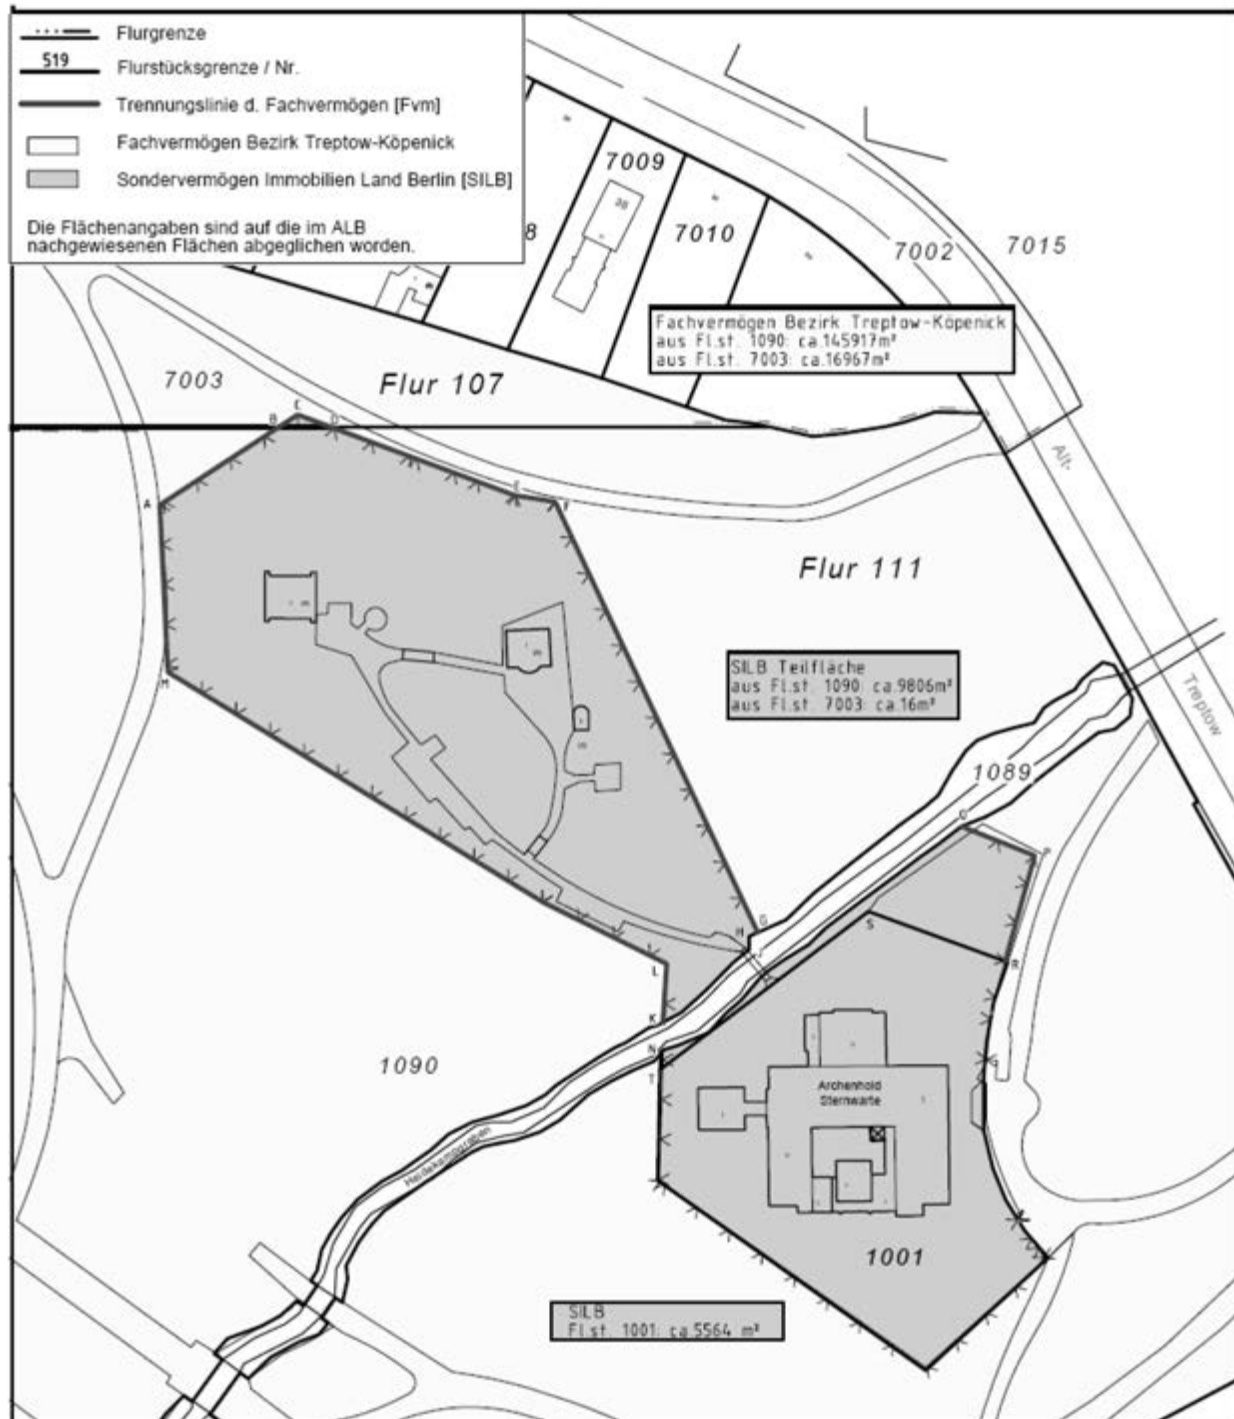 Flurgrenze
519
Flurstücksgrenze / Nr.
Trennungslinie d. Fachvermögen [Fvm]
Fachvermögen Bezirk Treptow-Köpenick
Sondervermögen Immobilien Land Berlin [SILB]
Die Flächenangaben sind auf die im ALB
nachgewiesenen Flächen abgeglichen worden.
7009
38
8
7010
7002
7015
Fachvermögen Bezirk Treptow-Köpenick
aus Fl.st. 1090: ca.145917m²
aus Fl.st. 7003: ca.16967m²
7003
Flur 107
B
D
Alt-
A
E
F
Flur 111
SILB Teilfläche
aus Fl.st. 1090: ca.9806m²
aus Fl.st. 7003: ca.16m²
M
Treptow
1089
O
P
G
S
H
J
L
R
K
N
T
1090
Archenhold
Sternwarte
Heidekampgraben
1001
SILB
Fl.st. 1001: ca.5564 m²